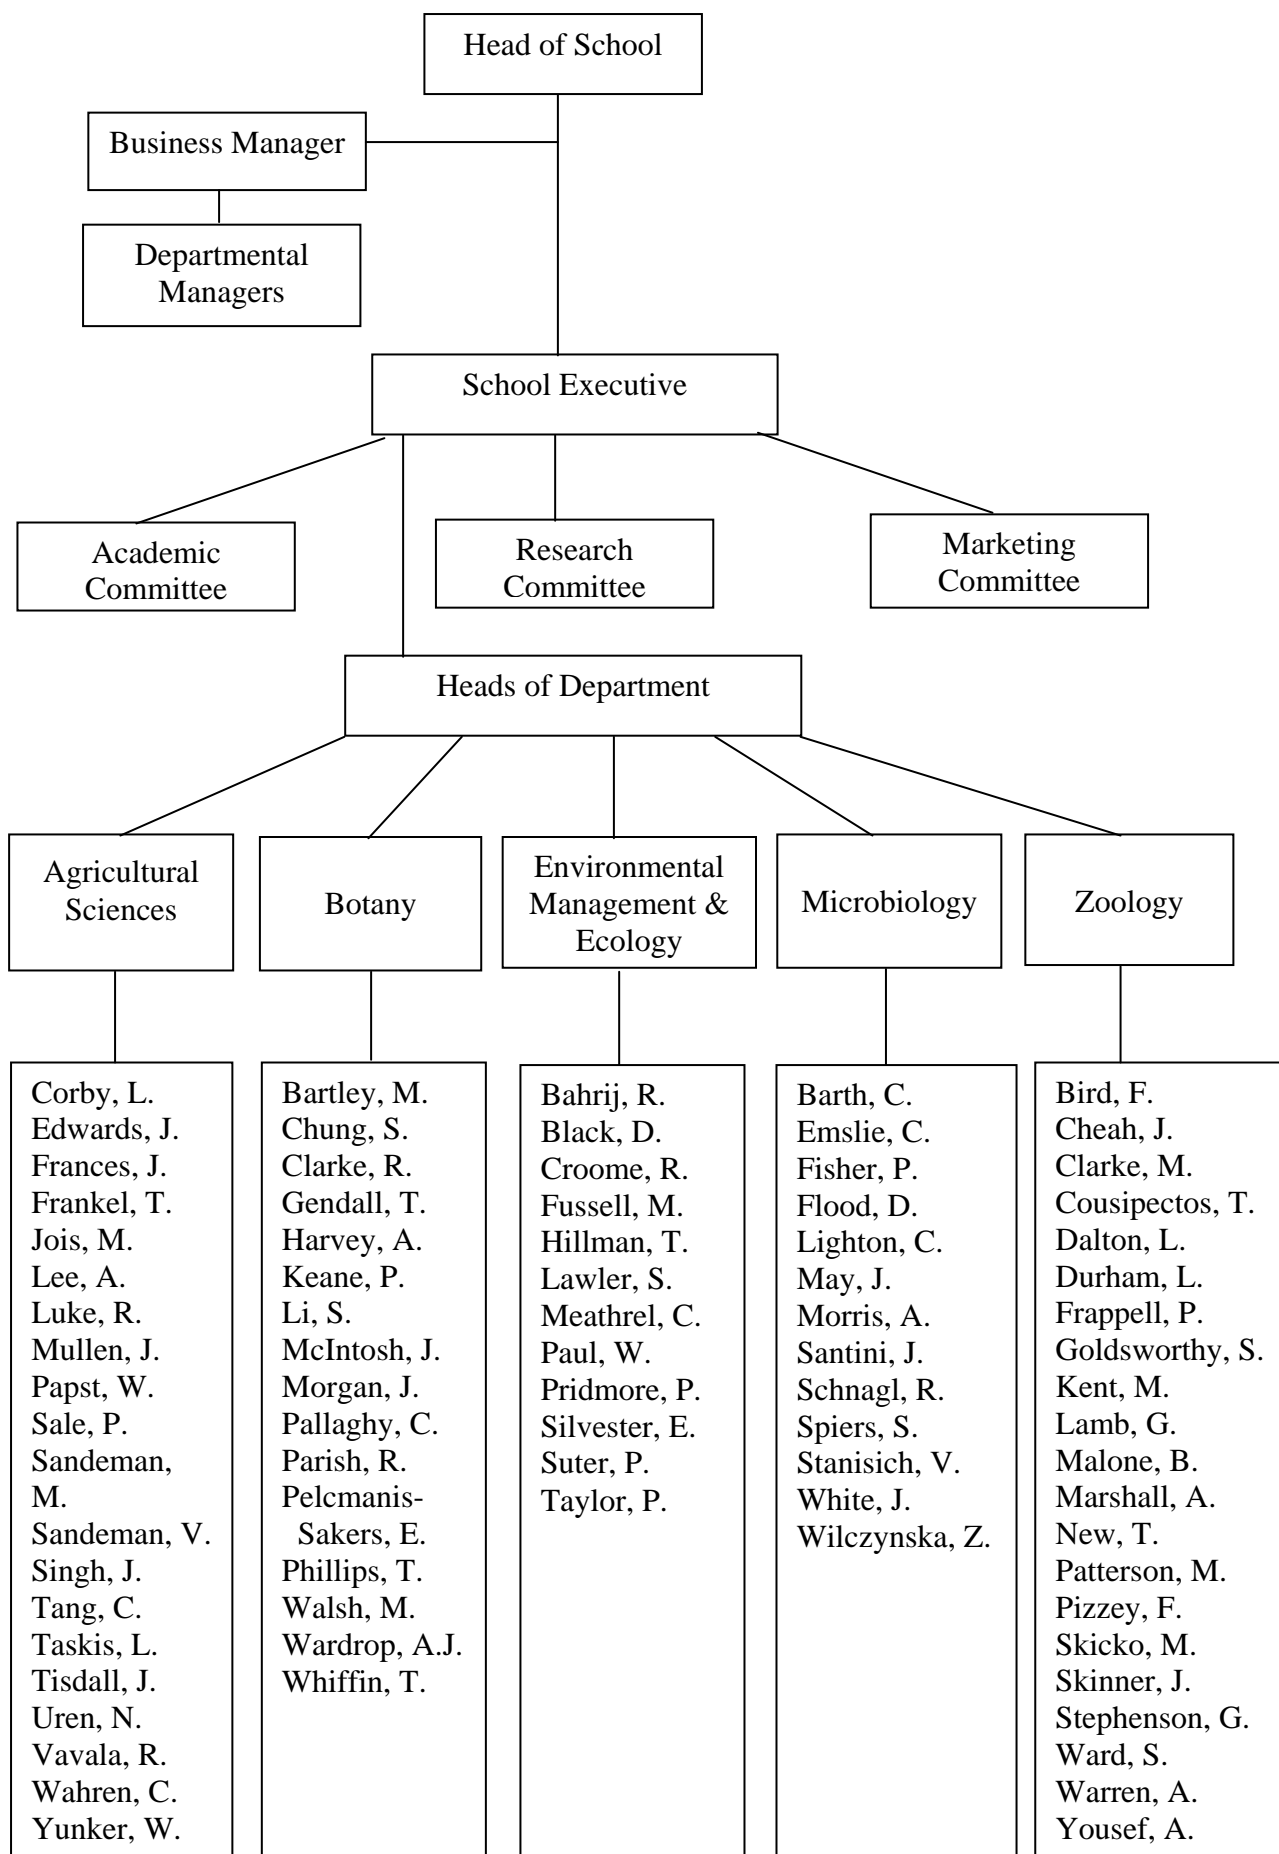 Head of School
Business Manager
Departmental
Managers
School Executive
Academic
Committee
Research
Committee
Marketing
Committee
Heads of Department
Agricultural
Sciences
Botany
Environmental
Management &
Ecology
Microbiology
Zoology
Corby, L.
Edwards, J.
Frances, J.
Frankel, T.
Jois, M.
Lee, A.
Luke, R.
Mullen, J.
Papst, W.
Sale, P.
Sandeman,
M.
Sandeman, V.
Singh, J.
Tang, C.
Taskis, L.
Tisdall, J.
Uren, N.
Vavala, R.
Wahren, C.
Yunker, W.
Bartley, M.
Chung, S.
Clarke, R.
Gendall, T.
Harvey, A.
Keane, P.
Li, S.
McIntosh, J.
Morgan, J.
Pallaghy, C.
Parish, R.
Pelcmanis-
Sakers, E.
Phillips, T.
Walsh, M.
Wardrop, A.J.
Whiffin, T.
Bahrij, R.
Black, D.
Croome, R.
Fussell, M.
Hillman, T.
Lawler, S.
Meathrel, C.
Paul, W.
Pridmore, P.
Silvester, E.
Suter, P.
Taylor, P.
Barth, C.
Emslie, C.
Fisher, P.
Flood, D.
Lighton, C.
May, J.
Morris, A.
Santini, J.
Schnagl, R.
Spiers, S.
Stanisich, V.
White, J.
Wilczynska, Z.
Bird, F.
Cheah, J.
Clarke, M.
Cousipectos, T.
Dalton, L.
Durham, L.
Frappell, P.
Goldsworthy, S.
Kent, M.
Lamb, G.
Malone, B.
Marshall, A.
New, T.
Patterson, M.
Pizzey, F.
Skicko, M.
Skinner, J.
Stephenson, G.
Ward, S.
Warren, A.
Yousef, A.